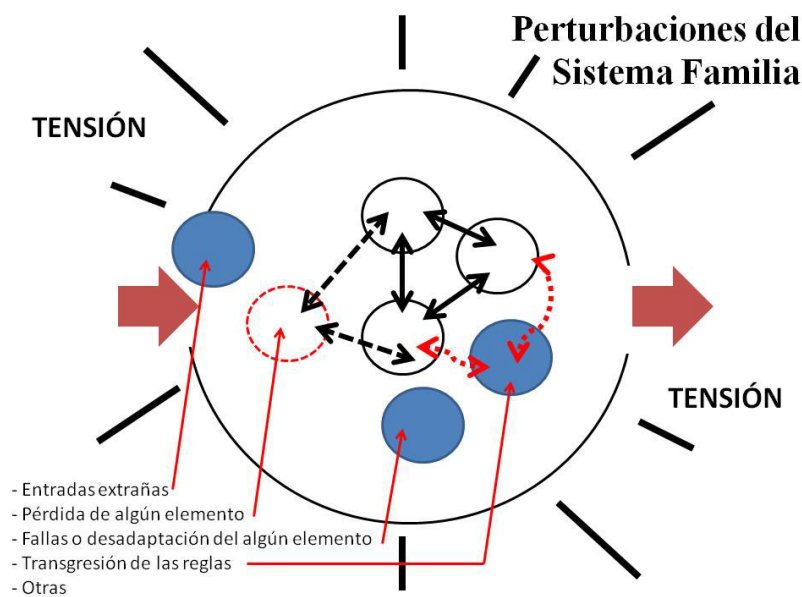 Perturbaciones del
Sistema Familia
TENSIÓN
TENSIÓN
- Entradas extrañas
- Pérdida de algún elemento
- Fallas o desadaptación del algún elemento
- Transgresión de las reglas
- Otras